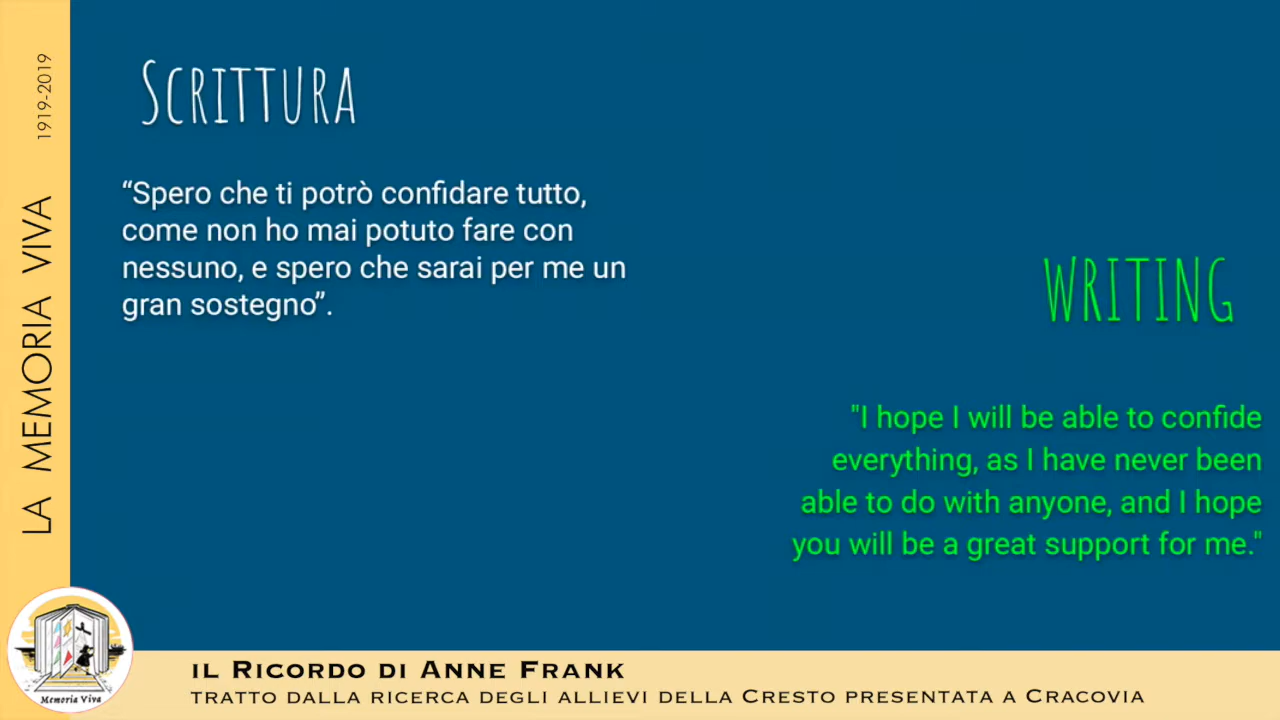 1919-2019
LA MEMORIA VIVA
SCRITTURA
“Spero che ti potrò confidare tutto,
come non ho mai potuto fare con
nessuno, e spero che sarai per me un
gran sostegno”.
WRITING
"I hope I will be able to confide
everything, as I have never been
able to do with anyone, and I hope
you will be a great support for me."
Memoria Viva
IL RICORDO DI ANNE FRANK
TRATTO DALLA RICERCA DEGLI ALLIEVI DELLA CRESTO PRESENTATA A CRACOVIA